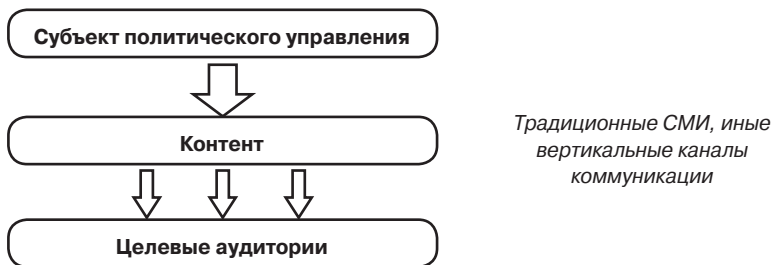 Субъект политического управления
Контент
Традиционные СМИ, иные
вертикальные каналы
коммуникации
Целевые аудитории